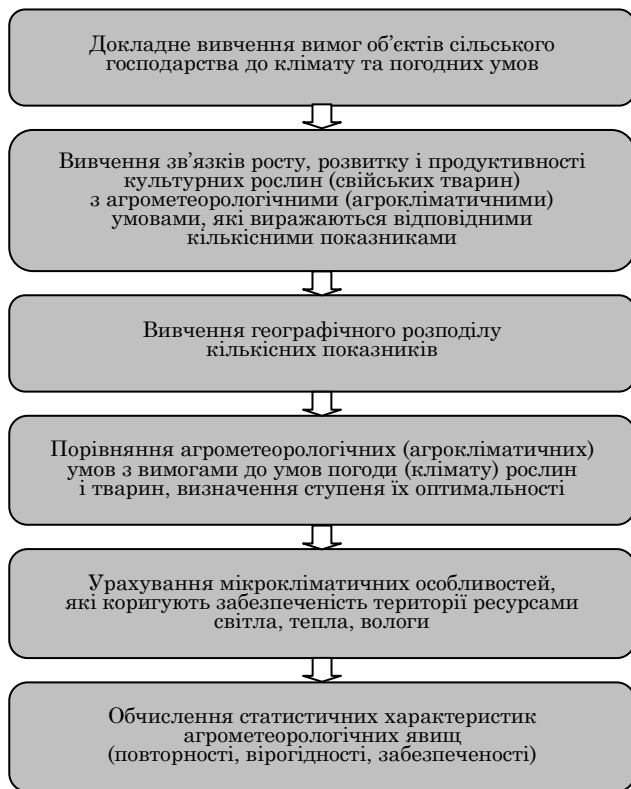 Докладне вивчення вимог об’єктів сільського
господарства до клімату та погодних умов
Вивчення зв’язків росту, розвитку і продуктивності
культурних рослин (свійських тварин)
з агрометеорологічними (агрокліматичними)
умовами, які виражаються відповідними
кількісними показниками
Вивчення географічного розподілу
кількісних показників
Порівняння агрометеорологічних (агрокліматичних)
умов з вимогами до умов погоди (клімату) рослин
і тварин, визначення ступеня їх оптимальності
Урахування мікрокліматичних особливостей,
які коригують забезпеченість території ресурсами
світла, тепла, вологи
Обчислення статистичних характеристик
агрометеорологічних явищ
(повторності, вірогідності, забезпеченості)